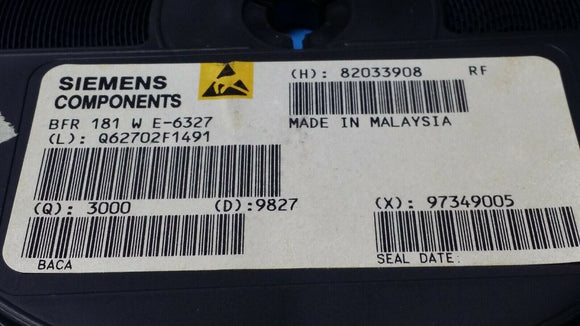 SIEMENS
COMPONENTS
BFR 181 W E-6327
(L): Q62702F1491
(H): 82033908 RF
MADE IN MALAYSIA
(Q): 3000 (D):9827
(X): 97349005
BACA
SEAL DATE: